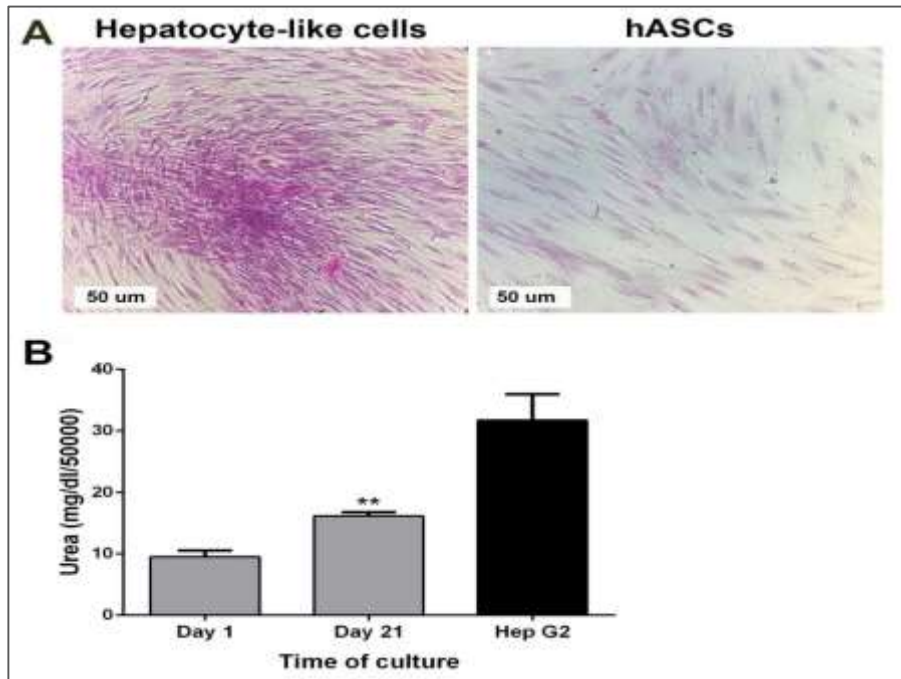 A
Hepatocyte-like cells
hASCs
50 um
50 um
B
Urea (mg/dl/50000)
40
30
20
10
0
**
Day 1
Day 21
Hep G2
Time of culture